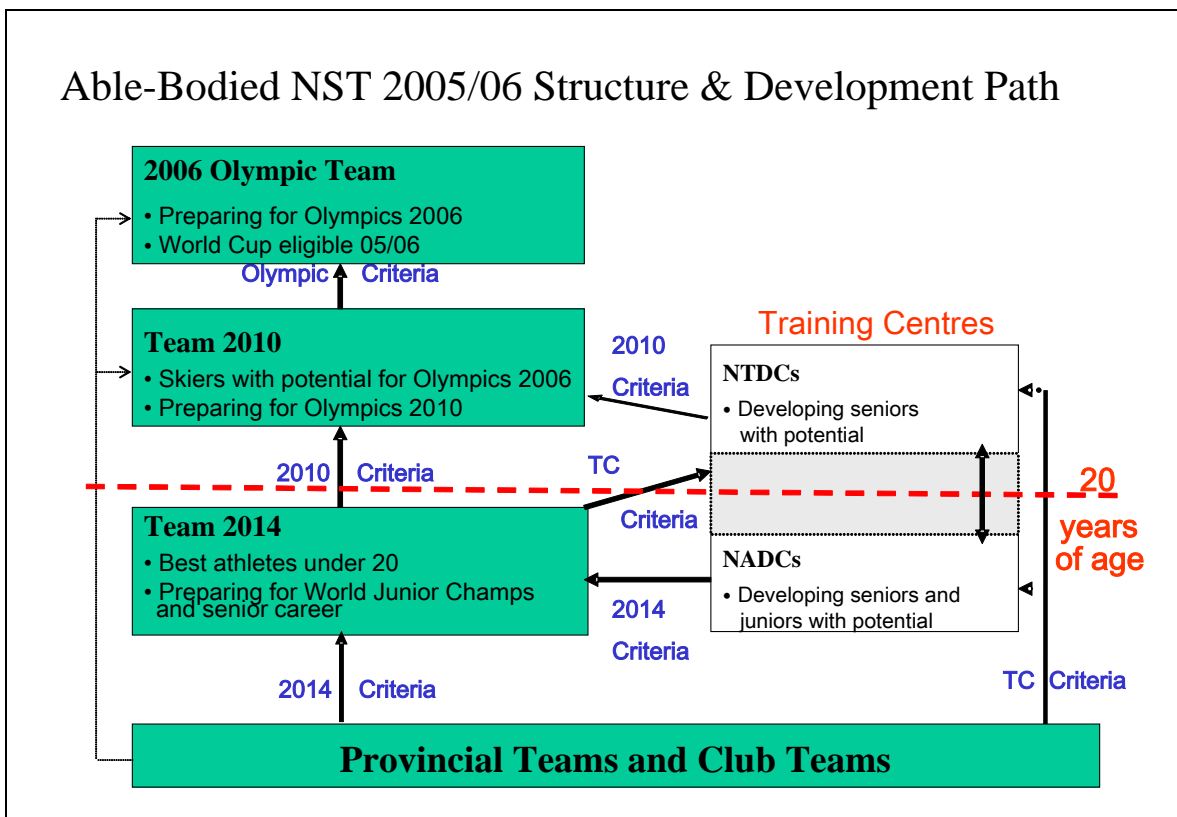 Able-Bodied NST 2005/06 Structure & Development Path
2006 Olympic Team
• Preparing for Olympics 2006
• World Cup eligible 05/06
Olympic Criteria
Team 2010
• Skiers with potential for Olympics 2006
• Preparing for Olympics 2010
2010
Criteria
Training Centres
NTDCs
• Developing seniors
with potential
2010 Criteria
TC
Criteria
20
years
of age
Team 2014
• Best athletes under 20
• Preparing for World Junior Champs
and senior career
NADCs
• Developing seniors and
juniors with potential
2014
Criteria
2014 Criteria
TC Criteria
Provincial Teams and Club Teams